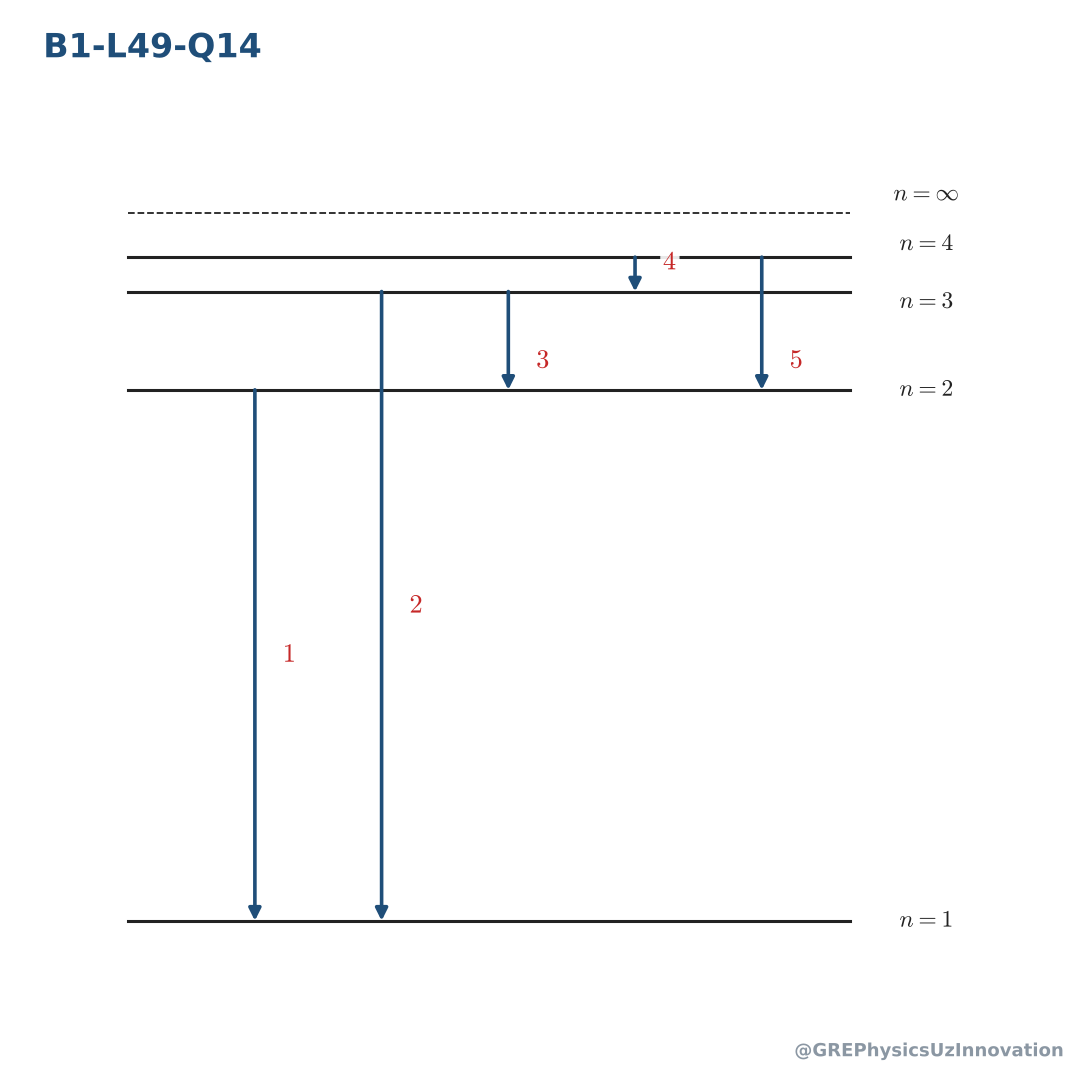 B1-L49-Q14
n = ∞
n = 4
4
n = 3
3
5
n = 2
2
1
n = 1
@GREPhysicsUzInnovation